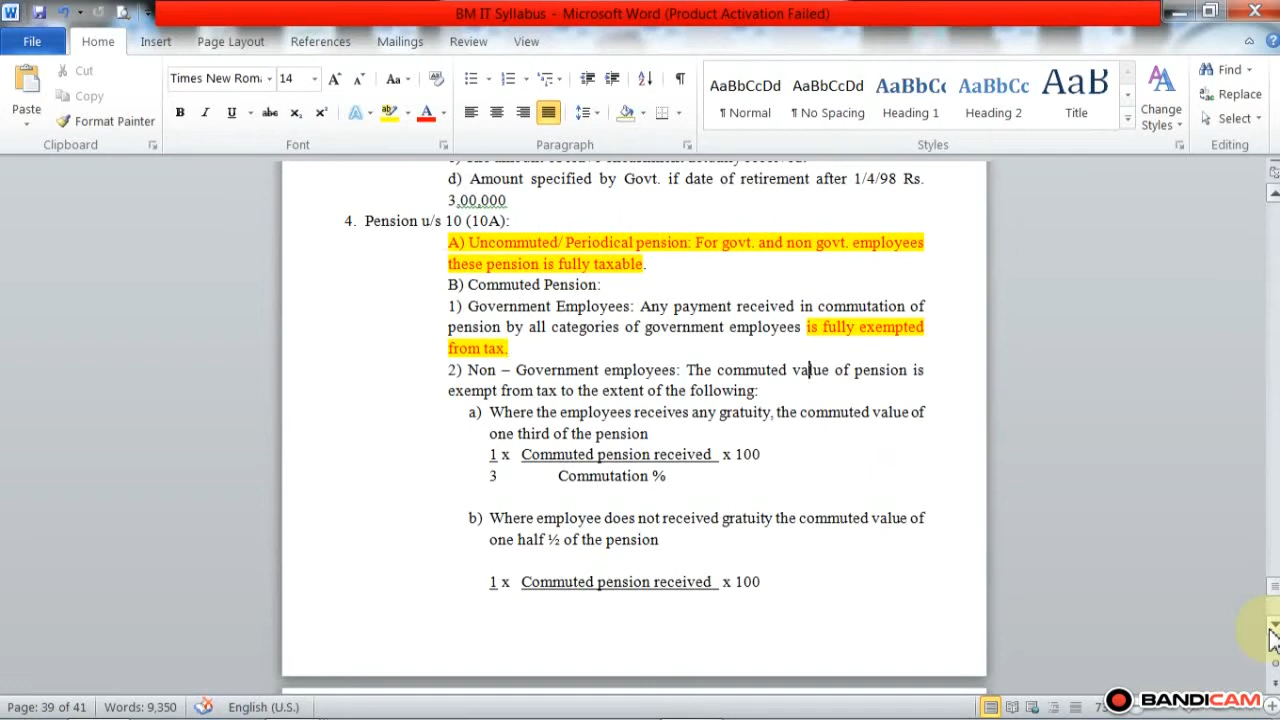 BM IT Syllabus - Microsoft Word (Product Activation Failed)
File Home Insert Page Layout References Mailings Review View
Paste
Cut
Copy
Format Painter
Clipboard
Times New Roma 14
Font
Paragraph
AaBbCcDd AaBbCcDd AaBbCc AaBbCc AaB
¶ Normal ¶ No Spacing Heading 1 Heading 2 Title
Change Styles
Styles
Find
Replace
Select
Editing
d) Amount specified by Govt. if date of retirement after 1/4/98 Rs.
3,00,000
4. Pension u/s 10 (10A):
A) Uncommuted/ Periodical pension: For govt. and non govt. employees
these pension is fully taxable.
B) Commuted Pension:
1) Government Employees: Any payment received in commutation of
pension by all categories of government employees is fully exempted
from tax.
2) Non – Government employees: The commuted value of pension is
exempt from tax to the extent of the following:
a) Where the employees receives any gratuity, the commuted value of
one third of the pension
1 x Commuted pension received x 100
3 Commutation %
b) Where employee does not received gratuity the commuted value of
one half ½ of the pension
1 x Commuted pension received x 100
Page: 39 of 41 Words: 9,350 English (U.S.)
BANDICAM